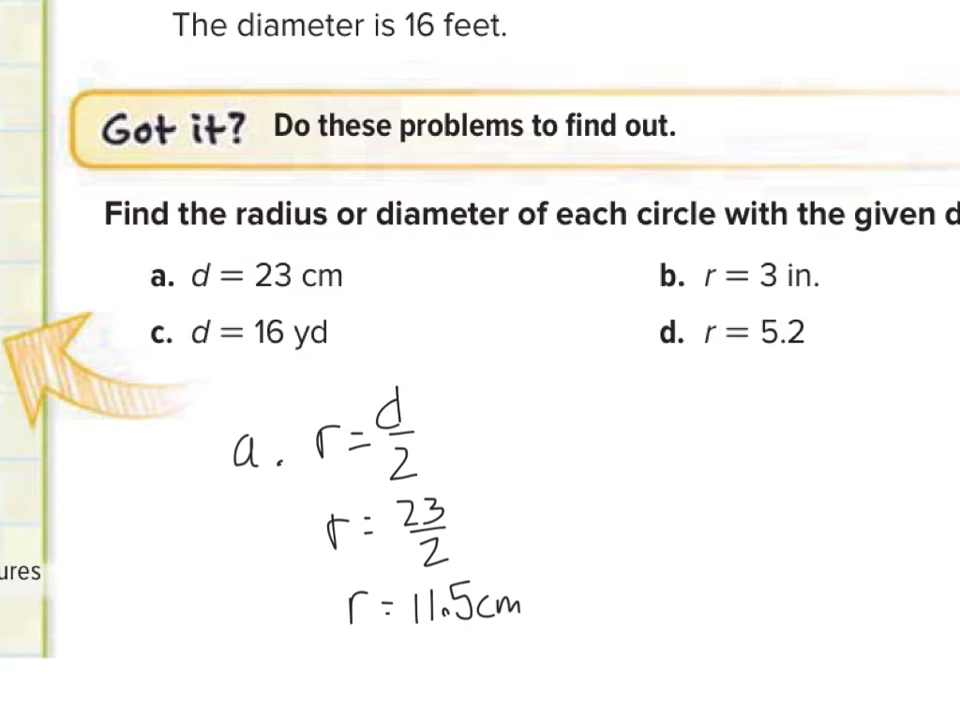 The diameter is 16 feet.
Got it? Do these problems to find out.
Find the radius or diameter of each circle with the given d
a. d = 23 cm
b. r = 3 in.
c. d = 16 yd
d. r = 5.2
a. r = d/2
r = 23/2
ures
r = 11.5cm